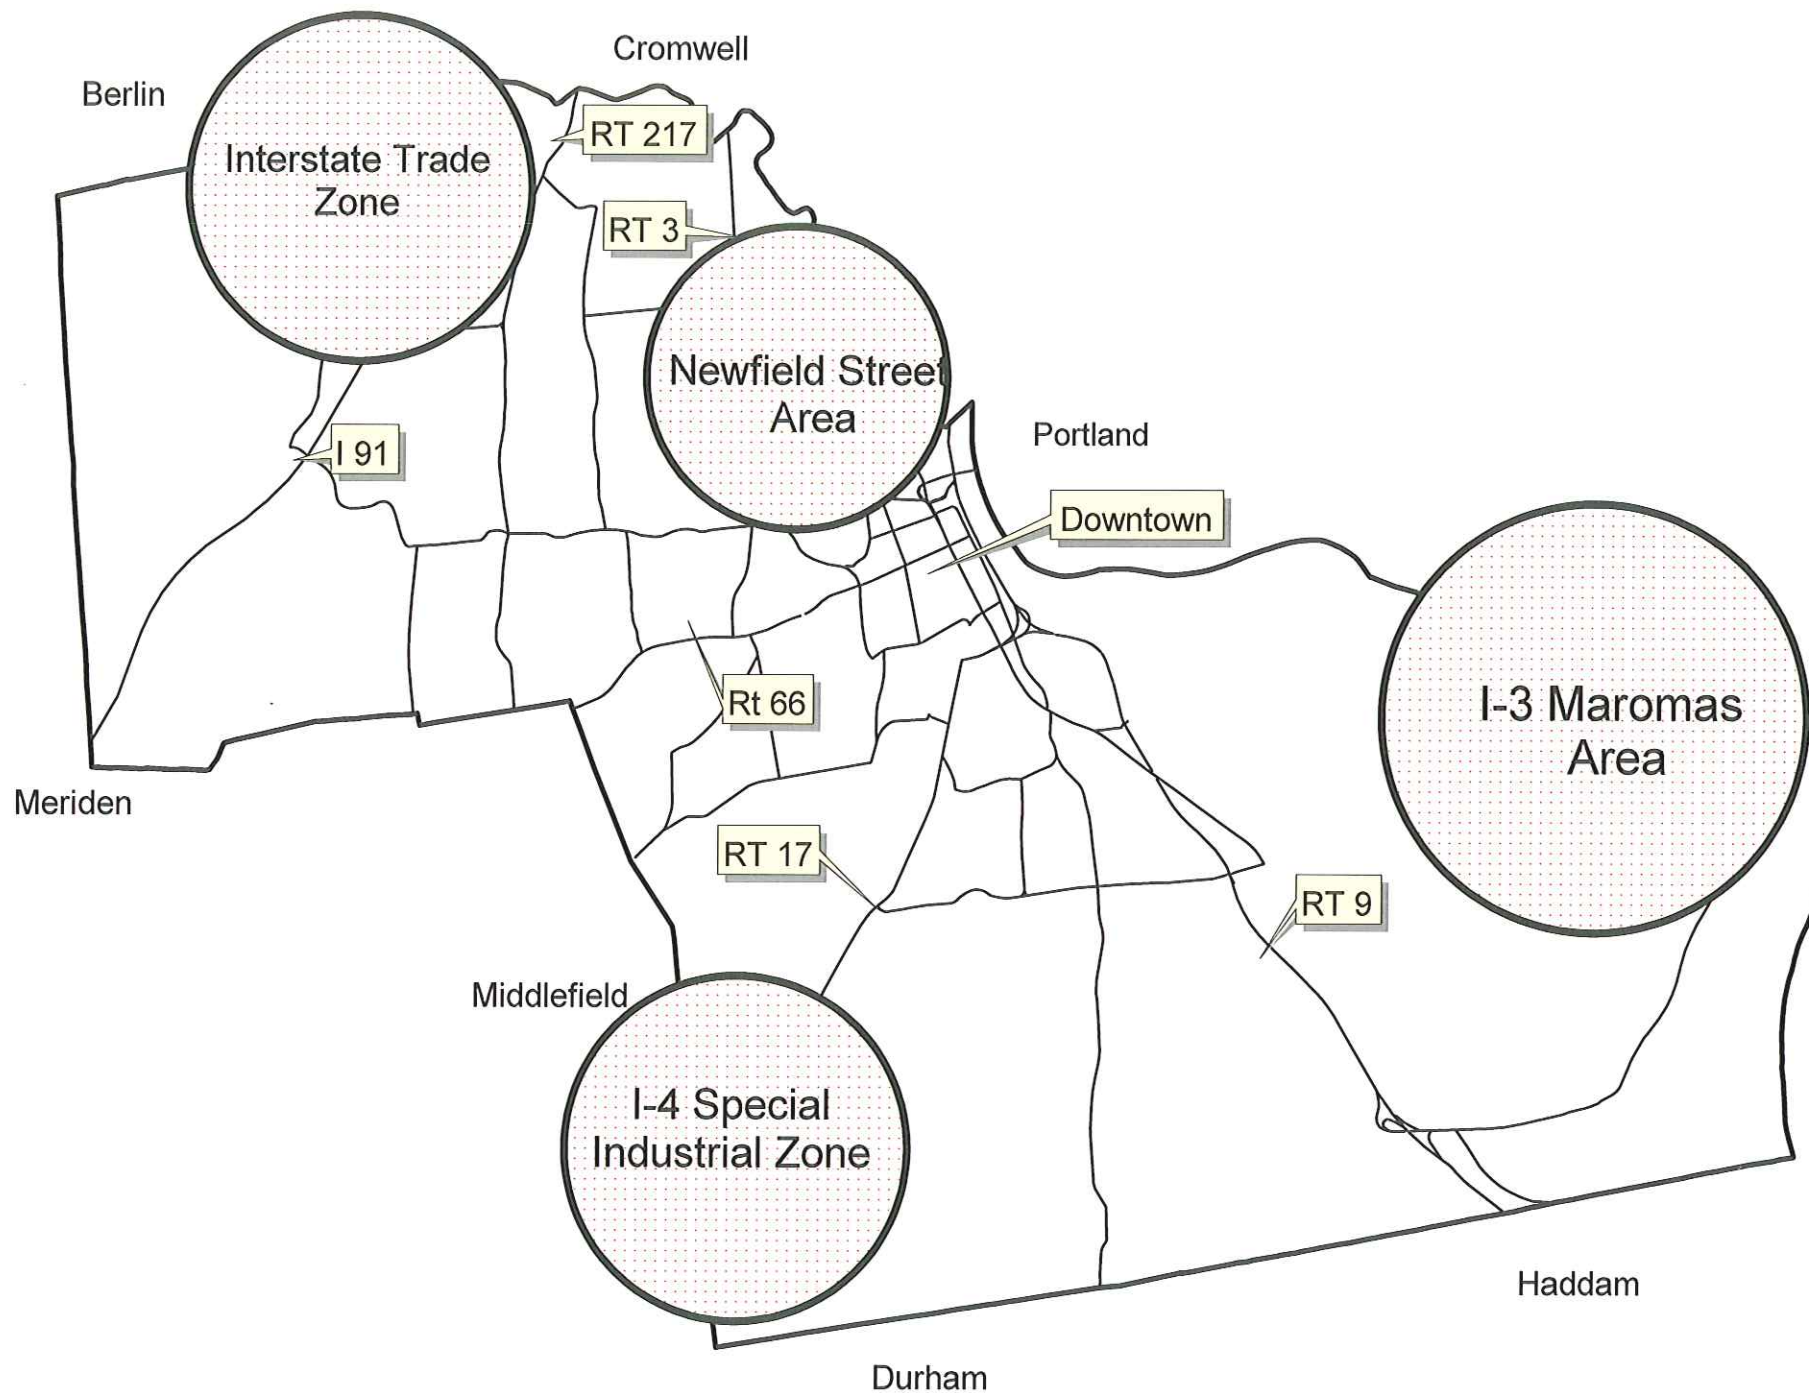 Cromwell
Berlin
RT 217
Interstate Trade
Zone
RT 3
Newfield Street
Area
Portland
I 91
Downtown
Rt 66
I-3 Maromas
Area
Meriden
RT 17
RT 9
Middlefield
I-4 Special
Industrial Zone
Haddam
Durham